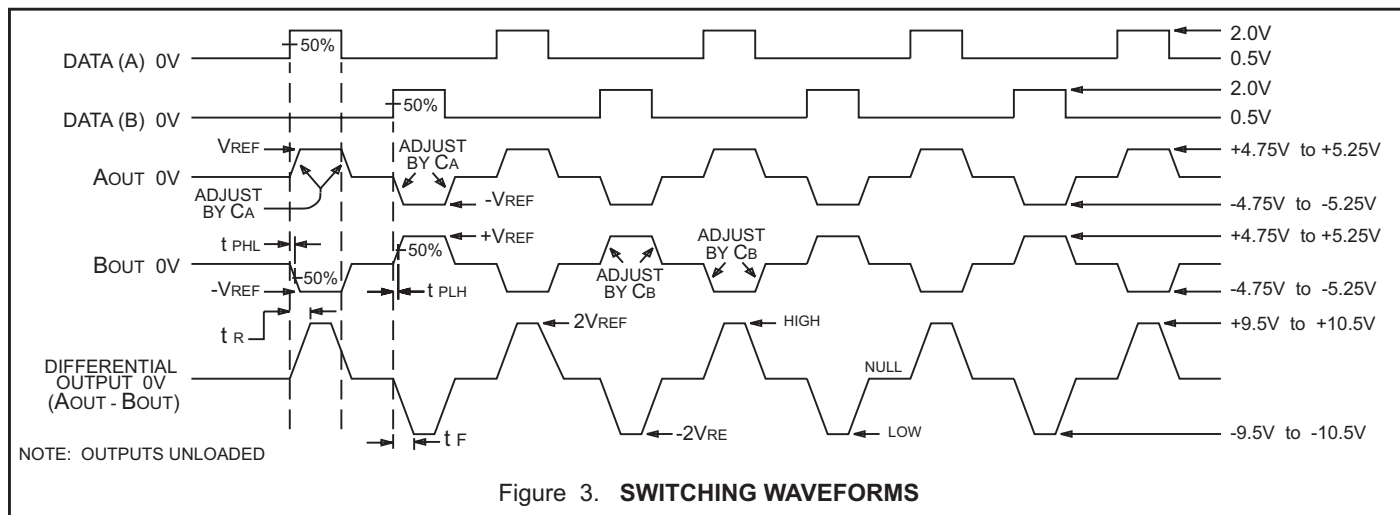 50%
2.0V
DATA (A) 0V
0.5V
50%
2.0V
DATA (B) 0V
0.5V
VREF
ADJUST
BY CA
+4.75V to +5.25V
AOUT 0V
ADJUST
BY CA
-VREF
-4.75V to -5.25V
t PHL
+VREF
50%
ADJUST
BY CB
+4.75V to +5.25V
BOUT 0V
50%
ADJUST
BY CB
-VREF
t PLH
-4.75V to -5.25V
t R
2VREF
HIGH
+9.5V to +10.5V
DIFFERENTIAL
OUTPUT 0V
(AOUT - BOUT)
NULL
t F
-2VRE
LOW
-9.5V to -10.5V
NOTE: OUTPUTS UNLOADED
Figure 3. SWITCHING WAVEFORMS